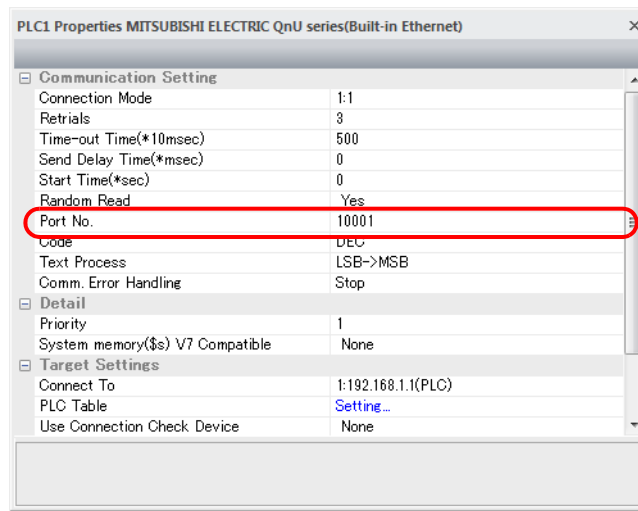 PLC1 Properties MITSUBISHI ELECTRIC QnU series(Built-in Ethernet)
Communication Setting
Connection Mode 1:1
Retrials 3
Time-out Time(*10msec) 500
Send Delay Time(*msec) 0
Start Time(*sec) 0
Random Read Yes
Port No. 10001
Code DEC
Text Process LSB->MSB
Comm. Error Handling Stop
Detail
Priority 1
System memory($s) V7 Compatible None
Target Settings
Connect To 1:192.168.1.1(PLC)
PLC Table Setting...
Use Connection Check Device None